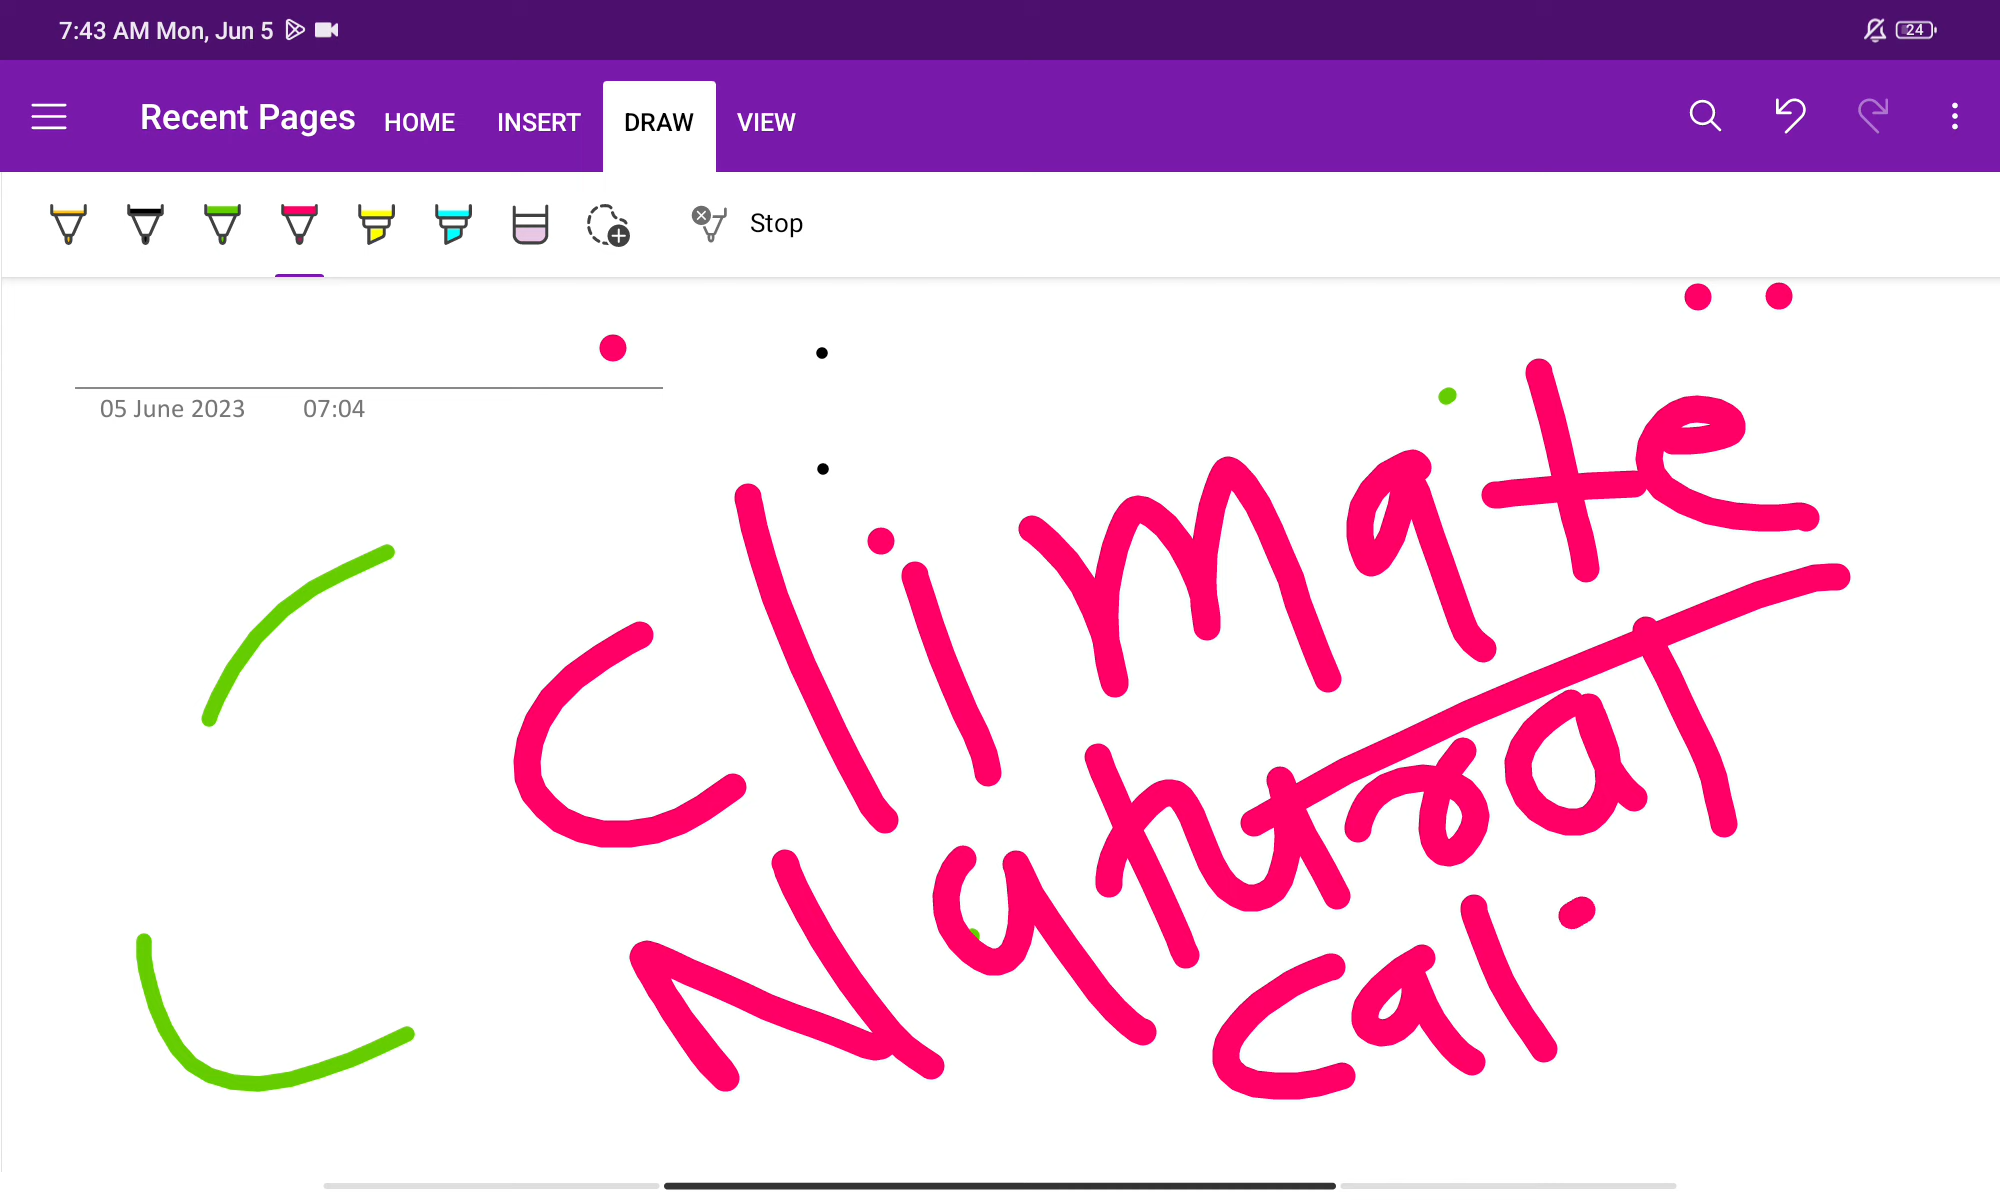 7:43 AM Mon, Jun 5 24
Recent Pages HOME INSERT DRAW VIEW
Stop
05 June 2023 07:04
climate
cal